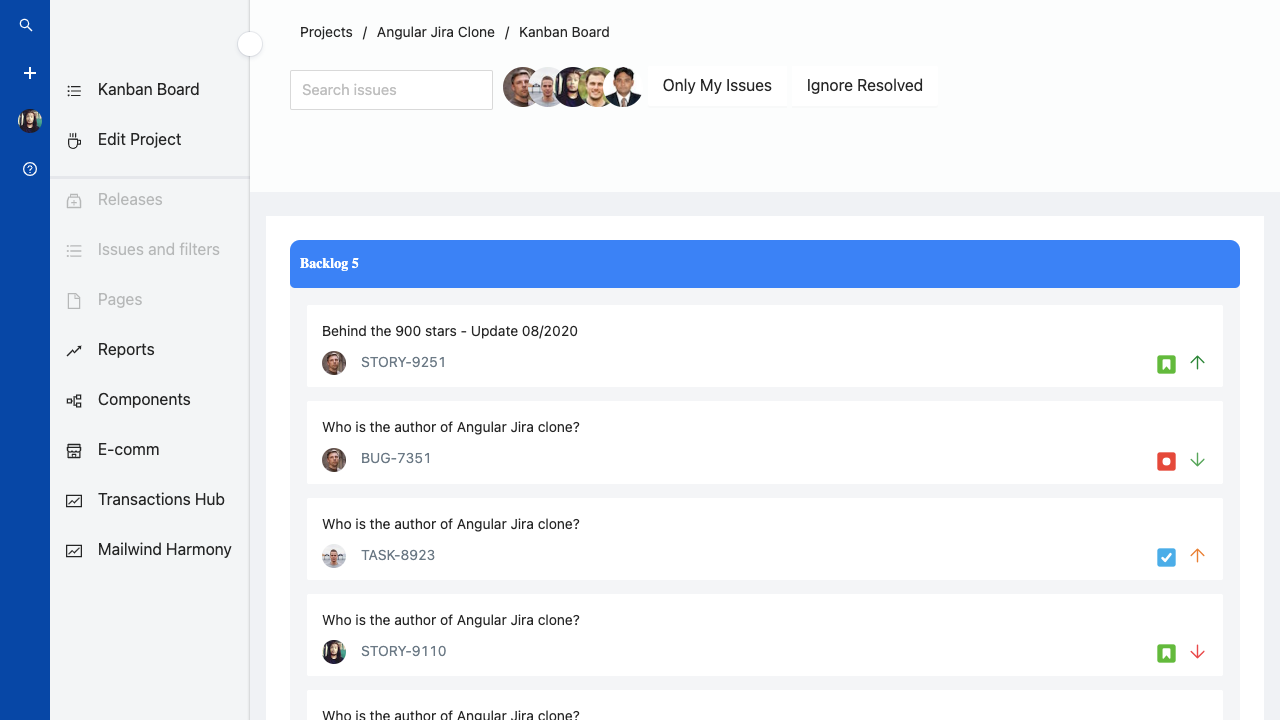 Projects / Angular Jira Clone / Kanban Board
Search issues
Only My Issues
Ignore Resolved
Kanban Board
Edit Project
Releases
Issues and filters
Pages
Reports
Components
E-comm
Transactions Hub
Mailwind Harmony
Backlog 5
Behind the 900 stars - Update 08/2020
STORY-9251
Who is the author of Angular Jira clone?
BUG-7351
Who is the author of Angular Jira clone?
TASK-8923
Who is the author of Angular Jira clone?
STORY-9110
Who is the author of Angular Jira clone?